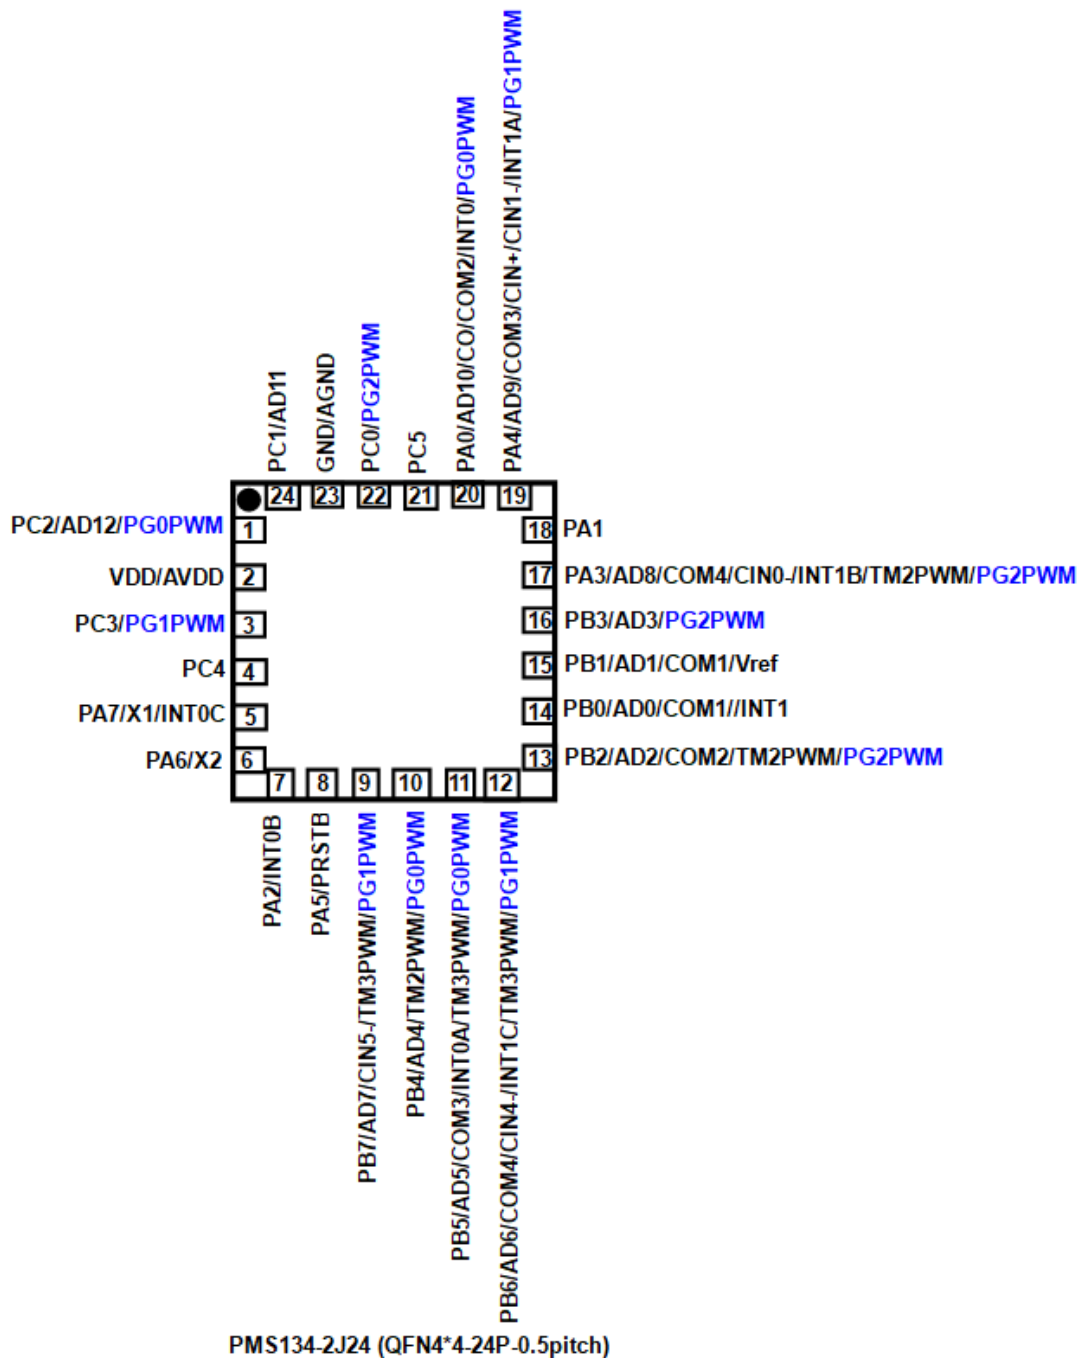 PA4/AD9/COM3/CIN+/CIN1-/INT1A/PG1PWM
PA0/AD10/CO/COM2/INT0/PG0PWM
PC5
PC0/PG2PWM
GND/AGND
PC1/AD11
24 23 22 21 20 19
PC2/AD12/PG0PWM 1
VDD/AVDD 2
PC3/PG1PWM 3
PC4 4
PA7/X1/INT0C 5
PA6/X2 6
18 PA1
17 PA3/AD8/COM4/CIN0-/INT1B/TM2PWM/PG2PWM
16 PB3/AD3/PG2PWM
15 PB1/AD1/COM1/Vref
14 PB0/AD0/COM1//INT1
13 PB2/AD2/COM2/TM2PWM/PG2PWM
7 8 9 10 11 12
PA2/INT0B
PA5/PRSTB
PB7/AD7/CIN5-/TM3PWM/PG1PWM
PB4/AD4/TM2PWM/PG0PWM
PB5/AD5/COM3/INT0A/TM3PWM/PG0PWM
PB6/AD6/COM4/CIN4-/INT1C/TM3PWM/PG1PWM
PMS134-2J24 (QFN4*4-24P-0.5pitch)